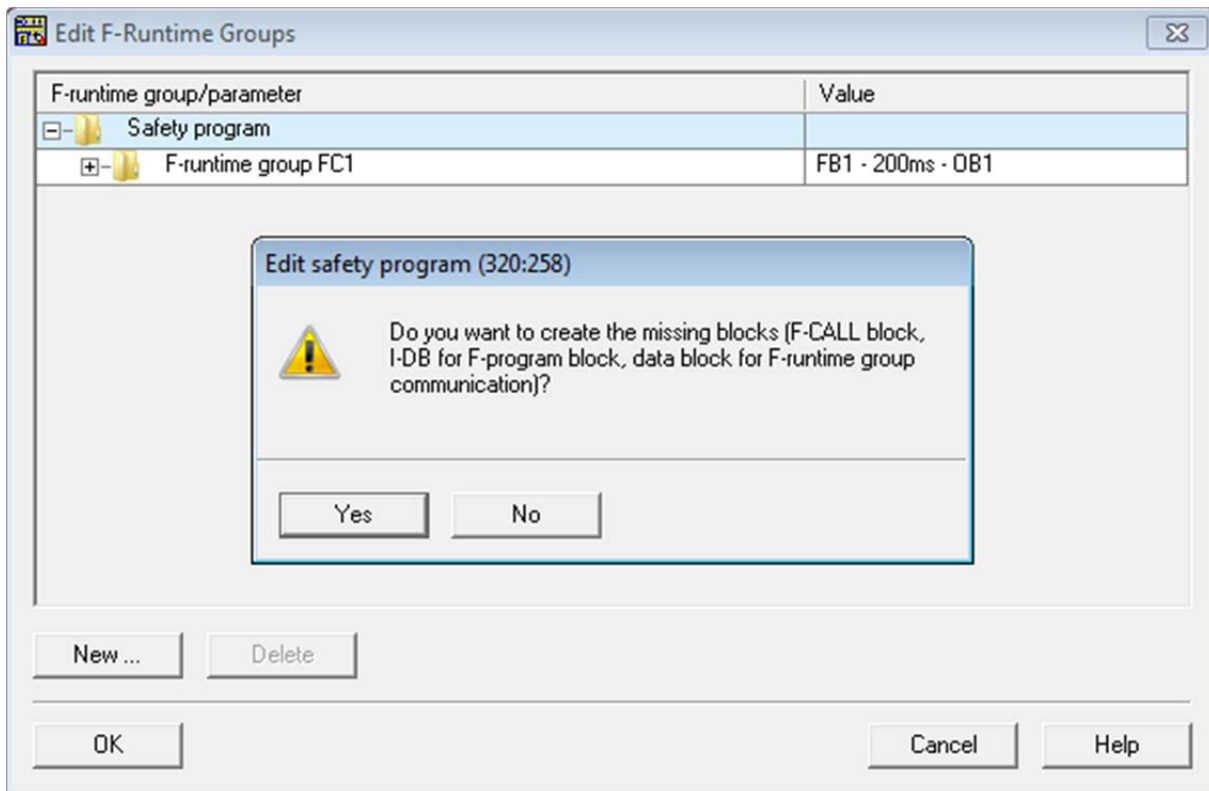 Edit F-Runtime Groups
F-runtime group/parameter
Value
Safety program
F-runtime group FC1
FB1 - 200ms - OB1
Edit safety program (320:258)
Do you want to create the missing blocks (F-CALL block,
I-DB for F-program block, data block for F-runtime group
communication)?
Yes
No
New ...
Delete
OK
Cancel
Help